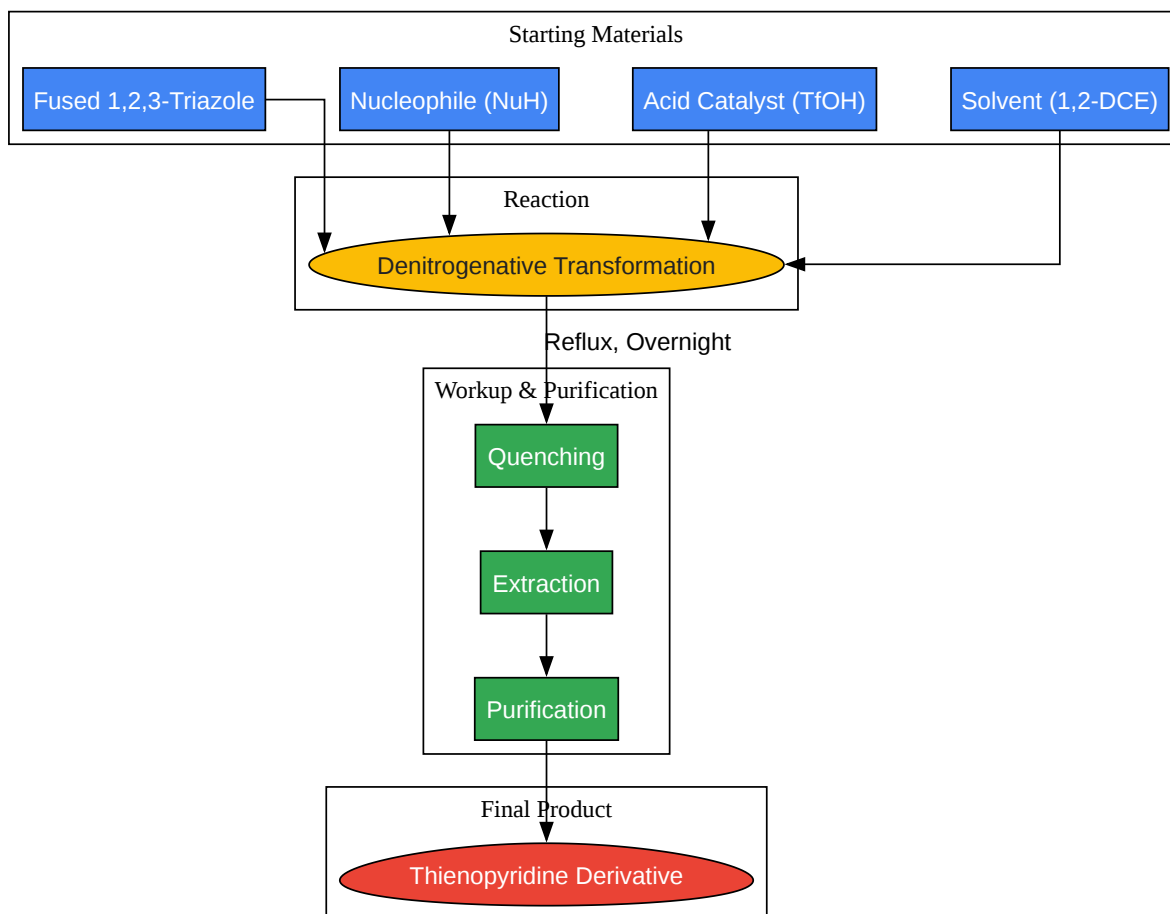 Starting Materials
Fused 1,2,3-Triazole
Nucleophile (NuH)
Acid Catalyst (TfOH)
Solvent (1,2-DCE)
Reaction
Denitrogenative Transformation
Reflux, Overnight
Workup & Purification
Quenching
Extraction
Purification
Final Product
Thienopyridine Derivative